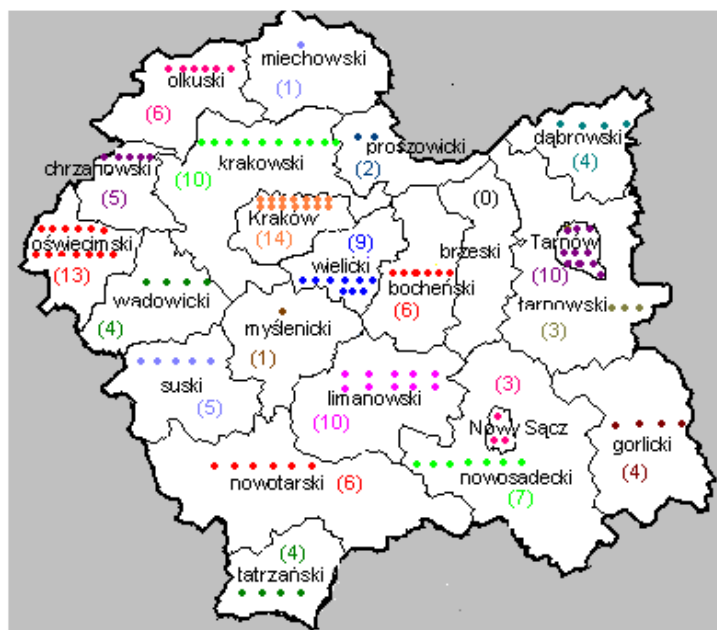 miechowski
(1)
olkuski
(6)
proszowicki
(2)
dąbrowski
(4)
chrzanowski
(5)
krakowski
(10)
(0)
Kraków
(14)
(9)
wielicki
brzeski
Tarnów
(10)
oświęcimski
(13)
bocheński
(6)
wadowicki
(4)
tarnowski
(3)
myślenicki
(1)
suski
(5)
limanowski
(10)
(3)
Nowy Sącz
gorlicki
(4)
nowotarski
(6)
nowosadecki
(7)
(4)
tatrzański